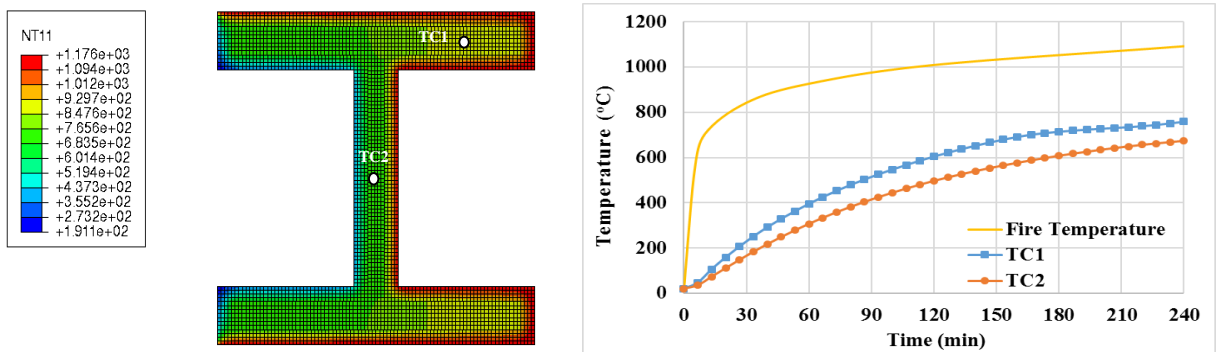 NT11
+1.176e+03
+1.094e+03
+1.012e+03
+9.297e+02
+8.476e+02
+7.656e+02
+6.835e+02
+6.014e+02
+5.194e+02
+4.373e+02
+3.552e+02
+2.732e+02
+1.911e+02
TC1
TC2
Temperature (°C)
1200
1000
800
600
400
200
0
Fire Temperature
TC1
TC2
0 30 60 90 120 150 180 210 240
Time (min)